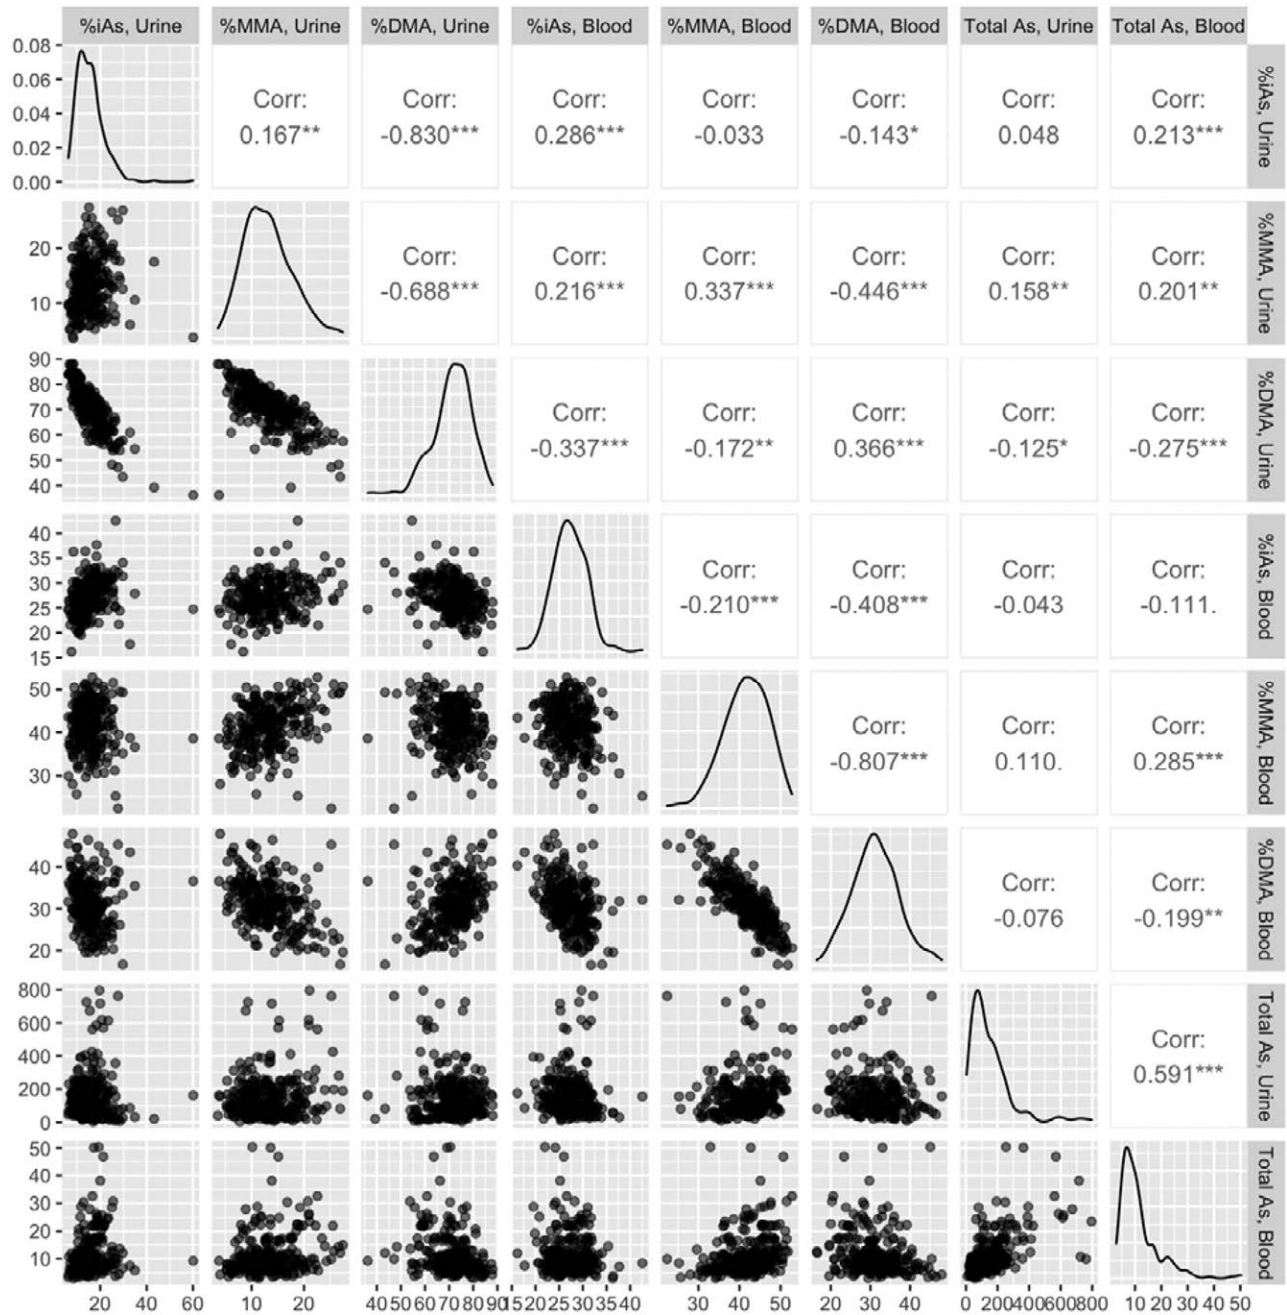 %iAs, Urine %MMA, Urine %DMA, Urine %iAs, Blood %MMA, Blood %DMA, Blood Total As, Urine Total As, Blood
0.08
0.06
0.04
0.02
0.00
Corr: Corr: Corr: Corr: Corr: Corr: Corr:
0.167** -0.830*** 0.286*** -0.033 -0.143* 0.048 0.213***
%iAs, Urine
20
10
Corr: Corr: Corr: Corr: Corr: Corr:
-0.688*** 0.216*** 0.337*** -0.446*** 0.158** 0.201**
%MMA, Urine
90
80
70
60
50
40
Corr: Corr: Corr: Corr: Corr:
-0.337*** -0.172** 0.366*** -0.125* -0.275***
%DMA, Urine
40
35
30
25
20
15
Corr: Corr: Corr: Corr:
-0.210*** -0.408*** -0.043 -0.111.
%iAs, Blood
50
40
30
Corr: Corr: Corr:
-0.807*** 0.110. 0.285***
%MMA, Blood
40
30
20
Corr: Corr:
-0.076 -0.199**
%DMA, Blood
800
600
400
200
0
Corr:
0.591***
Total As, Urine
50
40
30
20
10
Total As, Blood
20 40 60 10 20 40 50 60 70 80 90 15 20 25 30 35 40 30 40 50 20 30 40 0 200 400 600 800 10 20 30 40 50